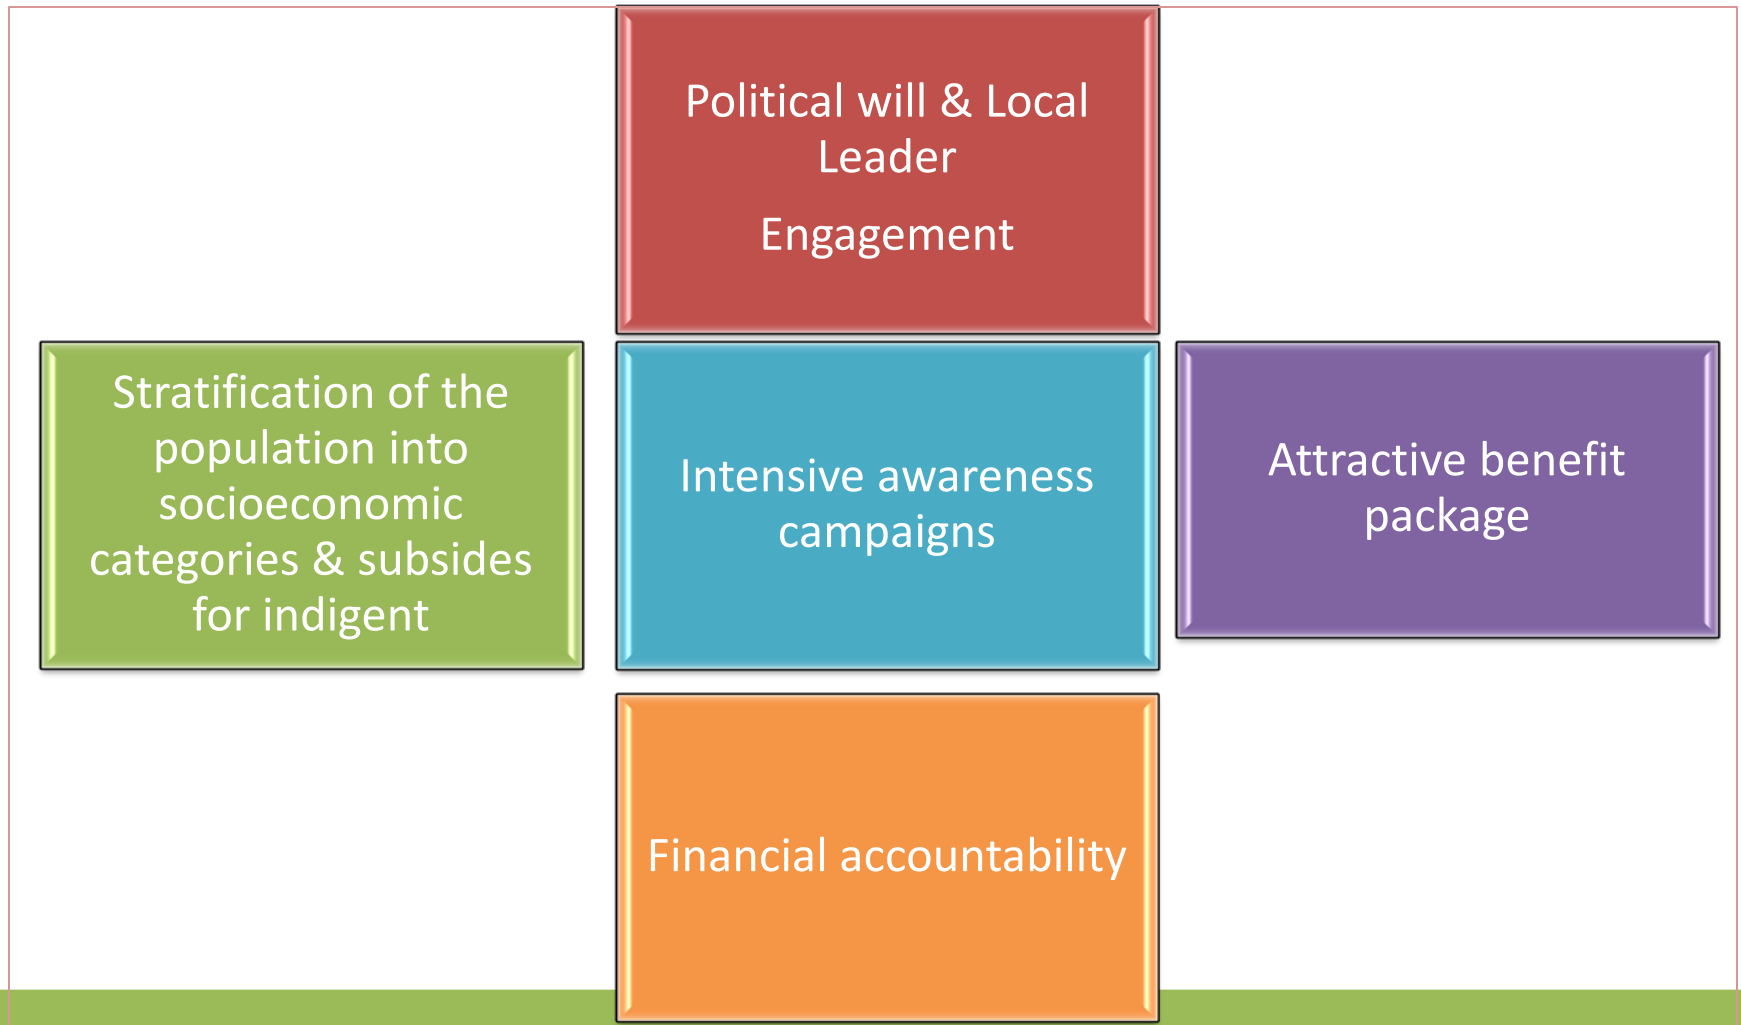 Political will & Local
Leader
Engagement
Stratification of the
population into
socioeconomic
categories & subsides
for indigent
Intensive awareness
campaigns
Attractive benefit
package
Financial accountability